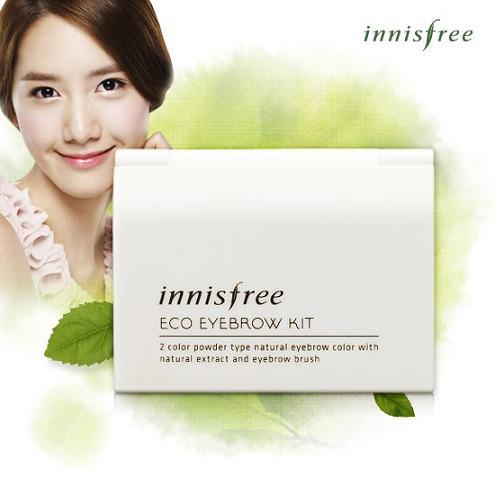 innisfree
innisfree
ECO EYEBROW KIT
2 color powder type natural eyebrow color with
natural extract and eyebrow brush